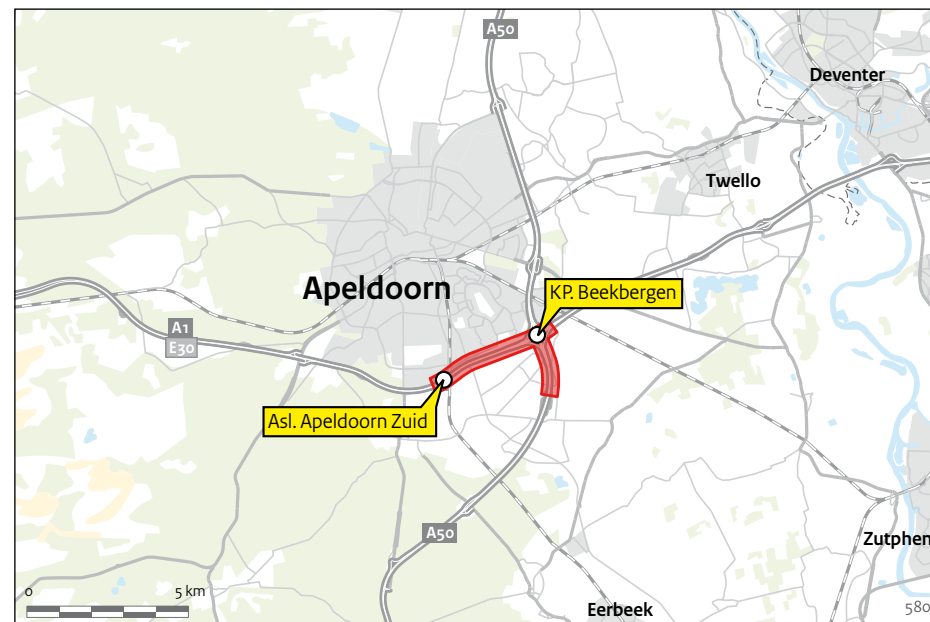 A50
Deventer
Twello
Apeldoorn
KP. Beekbergen
A1
E30
Asl. Apeldoorn Zuid
A50
Zutphen
0 5 km
Eerbeek
580